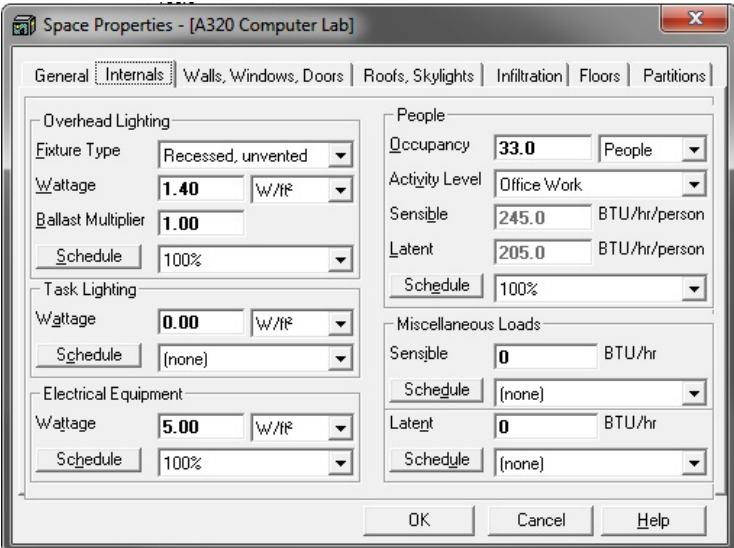 Space Properties - [A320 Computer Lab]
General Internals Walls, Windows, Doors Roofs, Skylights Infiltration Floors Partitions
Overhead Lighting
Fixture Type Recessed, unvented
Wattage 1.40 W/ft²
Ballast Multiplier 1.00
Schedule 100%
Task Lighting
Wattage 0.00 W/ft²
Schedule (none)
Electrical Equipment
Wattage 5.00 W/ft²
Schedule 100%
People
Occupancy 33.0 People
Activity Level Office Work
Sensible 245.0 BTU/hr/person
Latent 205.0 BTU/hr/person
Schedule 100%
Miscellaneous Loads
Sensible 0 BTU/hr
Schedule (none)
Latent 0 BTU/hr
Schedule (none)
OK Cancel Help